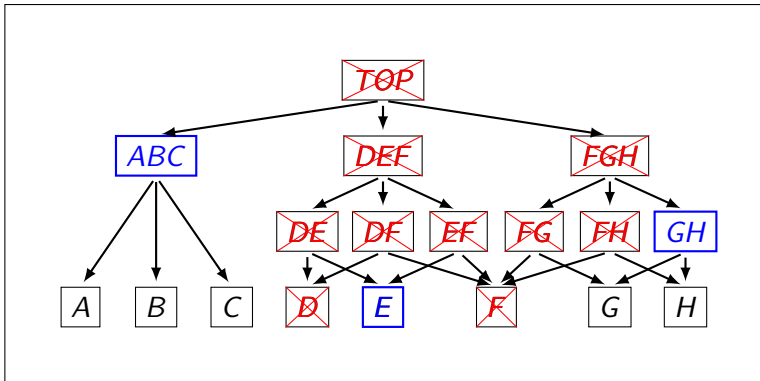 TOP
ABC DEF FGH
DE DF EF FG FH GH
A B C D E F G H